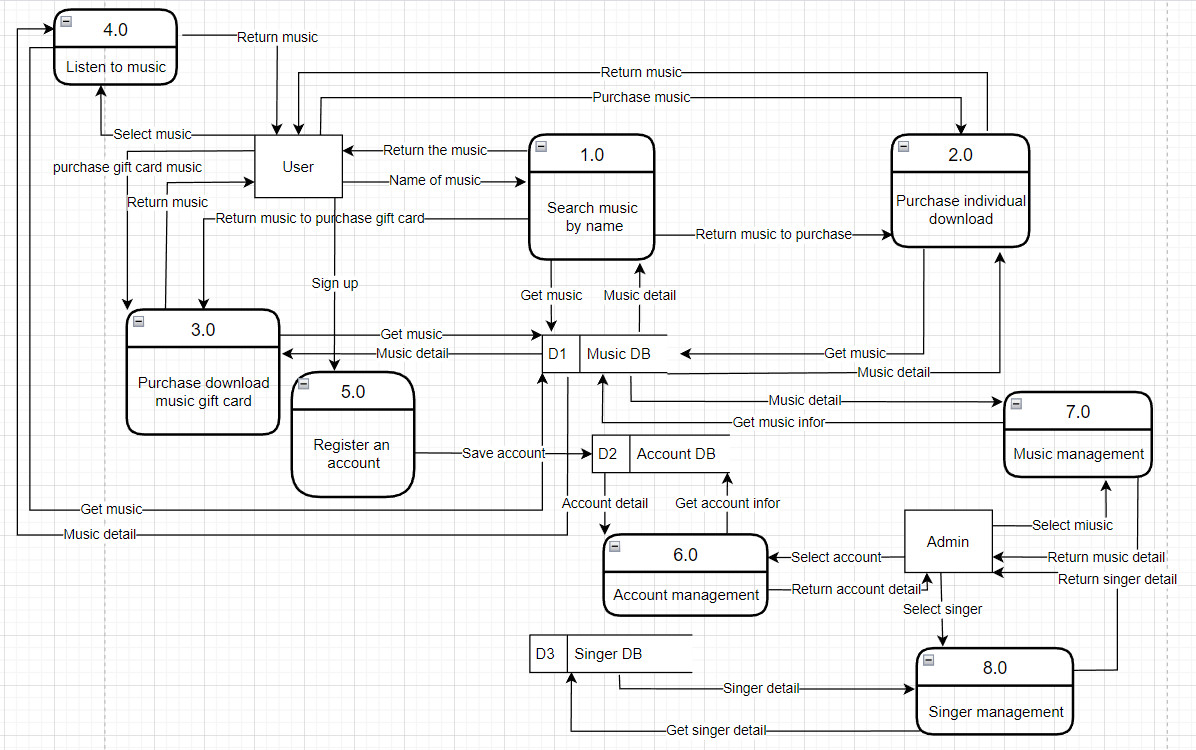 4.0
Listen to music
Return music
Return music
Purchase music
Select music
User
purchase gift card music
Return music
Return the music
Name of music
1.0
Search music
by name
2.0
Purchase individual
download
Return music to purchase gift card
Return music to purchase
Sign up
Get music
Music detail
3.0
Purchase download
music gift card
Get music
Music detail
D1
Music DB
Get music
Music detail
5.0
Register an
account
Music detail
Get music infor
7.0
Music management
Save account
D2
Account DB
Get music
Music detail
Account detail
Get account infor
6.0
Account management
Select account
Return account detail
Admin
Select miusic
Return music detail
Return singer detail
Select singer
D3
Singer DB
8.0
Singer management
Singer detail
Get singer detail